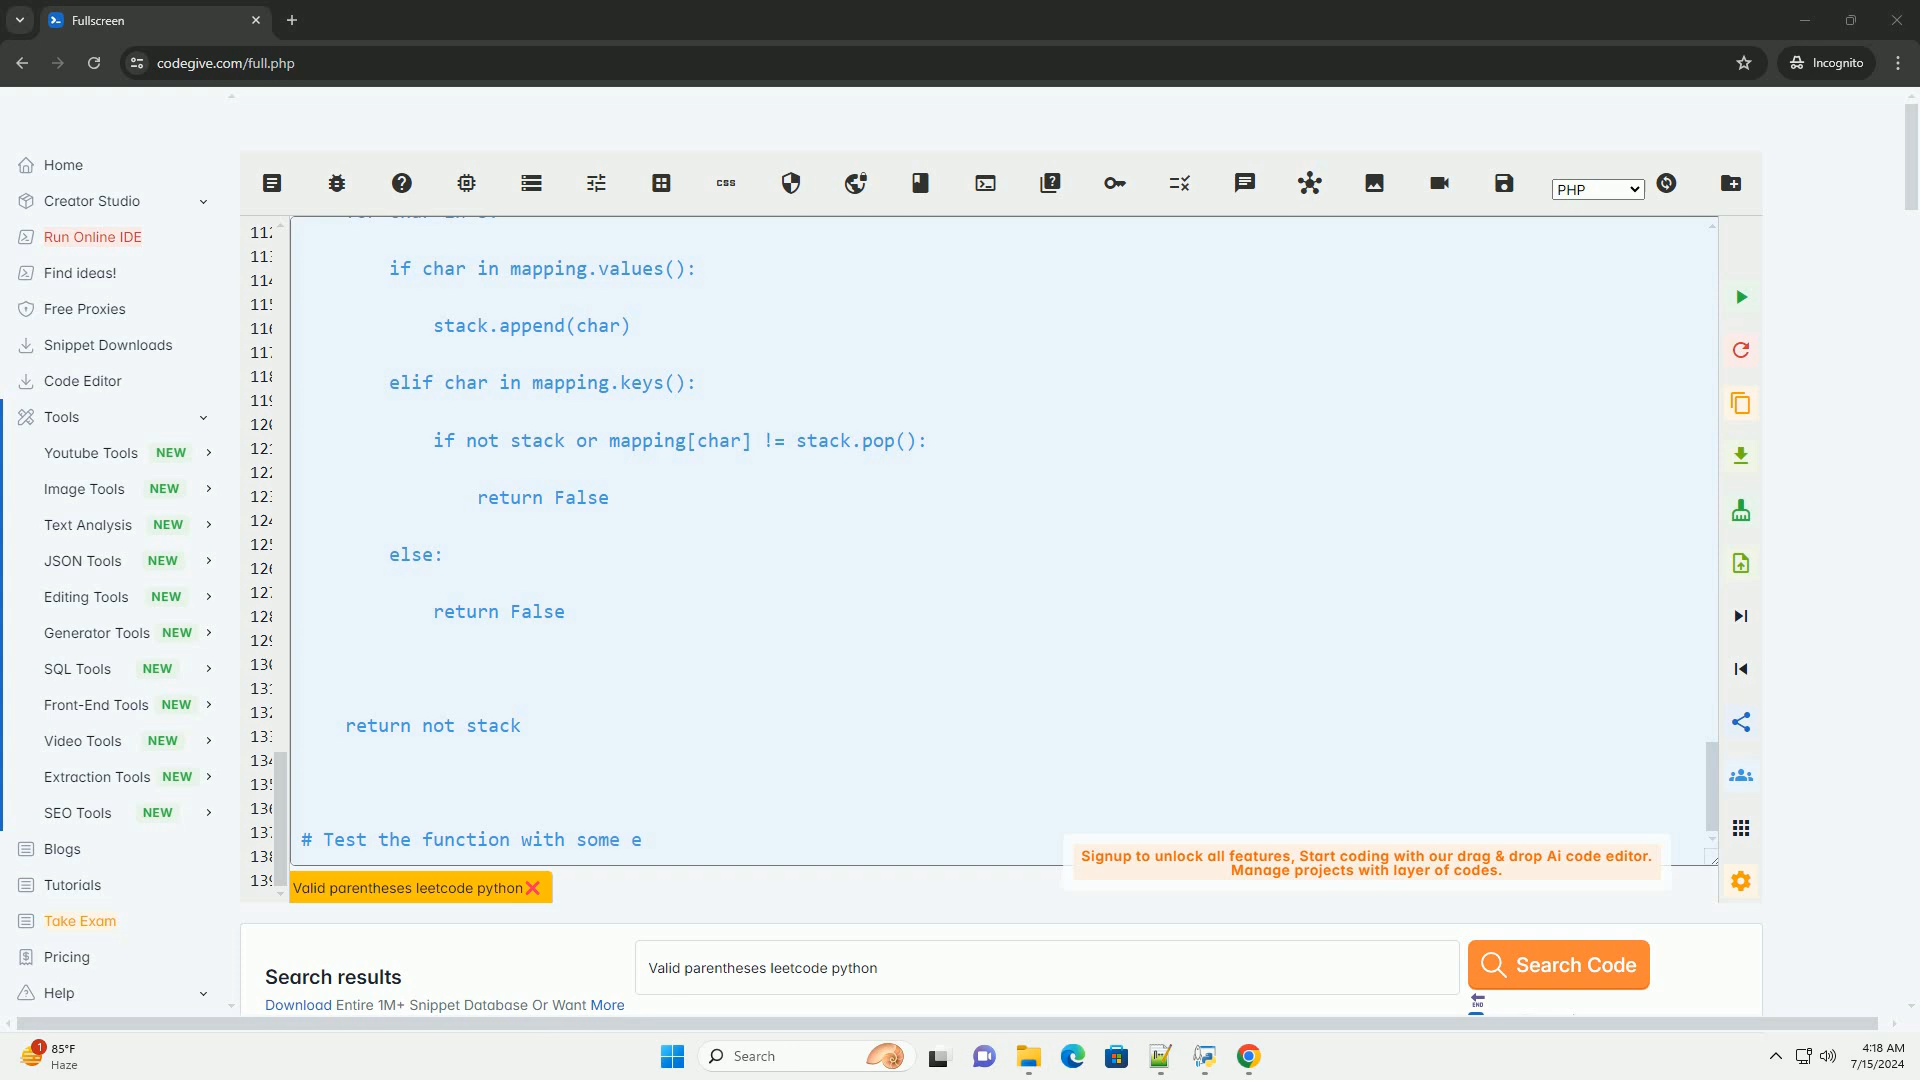 Fullscreen
codegive.com/full.php
Incognito
Home
Creator Studio
Run Online IDE
Find ideas!
Free Proxies
Snippet Downloads
Code Editor
Tools
Youtube Tools NEW
Image Tools NEW
Text Analysis NEW
JSON Tools NEW
Editing Tools NEW
Generator Tools NEW
SQL Tools NEW
Front-End Tools NEW
Video Tools NEW
Extraction Tools NEW
SEO Tools NEW
Blogs
Tutorials
Take Exam
Pricing
Help
css
PHP
if char in mapping.values():
stack.append(char)
elif char in mapping.keys():
if not stack or mapping[char] != stack.pop():
return False
else:
return False
return not stack
# Test the function with some e
Signup to unlock all features, Start coding with our drag & drop Ai code editor.
Manage projects with layer of codes.
Valid parentheses leetcode python
Search results
Download Entire 1M+ Snippet Database Or Want More
Valid parentheses leetcode python
Search Code
END
1
85°F
Haze
Search
4:18 AM
7/15/2024